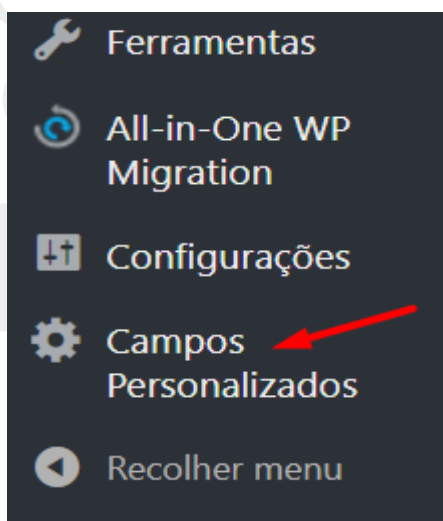 Ferramentas
All-in-One WP
Migration
Configurações
Campos
Personalizados
Recolher menu